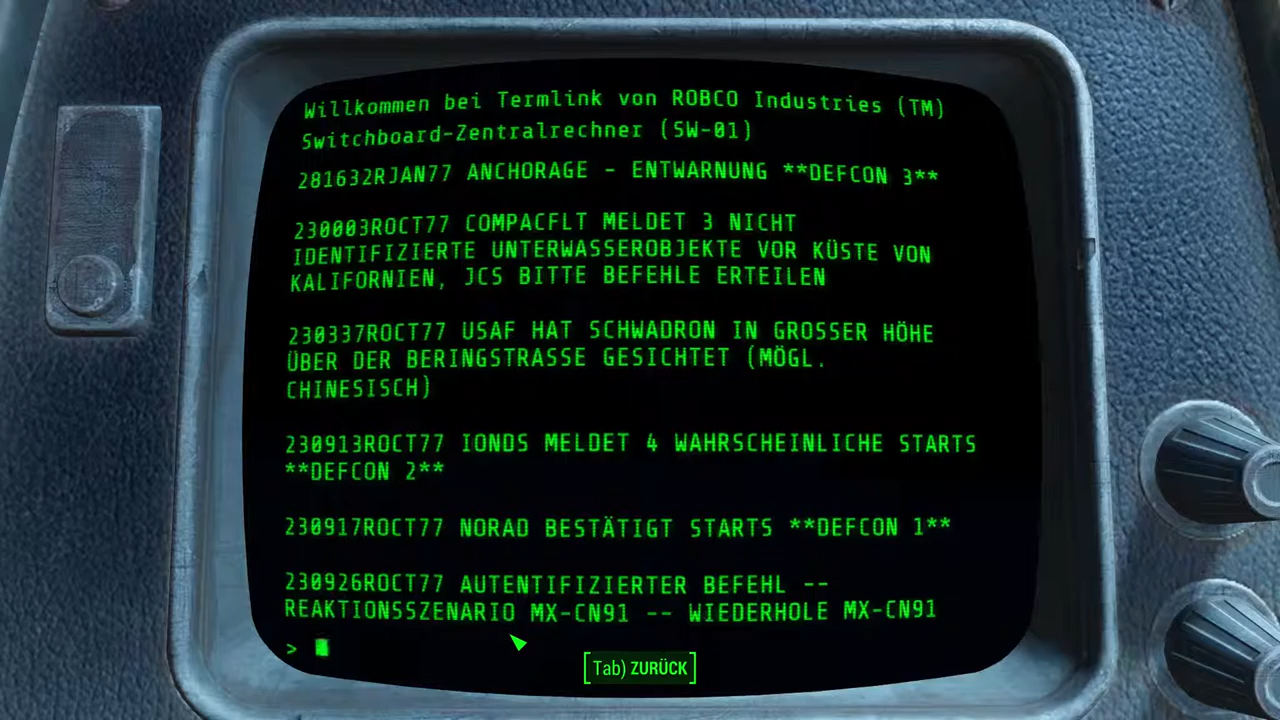 Willkommen bei Termlink von ROBCO Industries (TM)
Switchboard-Zentralrechner (SW-01)
281632RJAN77 ANCHORAGE - ENTWARNUNG **DEFCON 3**
230003ROCT77 COMPACFLT MELDET 3 NICHT
IDENTIFIZIERTE UNTERWASSEROBJEKTE VOR KÜSTE VON
KALIFORNIEN, JCS BITTE BEFEHLE ERTEILEN
230337ROCT77 USAF HAT SCHWADRON IN GROSSER HÖHE
ÜBER DER BERINGSTRASSE GESICHTET (MÖGL.
CHINESISCH)
230913ROCT77 IONDS MELDET 4 WAHRSCHEINLICHE STARTS
**DEFCON 2**
230917ROCT77 NORAD BESTÄTIGT STARTS **DEFCON 1**
230926ROCT77 AUTENTIFIZIERTER BEFEHL --
REAKTIONSSZENARIO MX-CN91 -- WIEDERHOLE MX-CN91
>
[Tab) ZURÜCK]